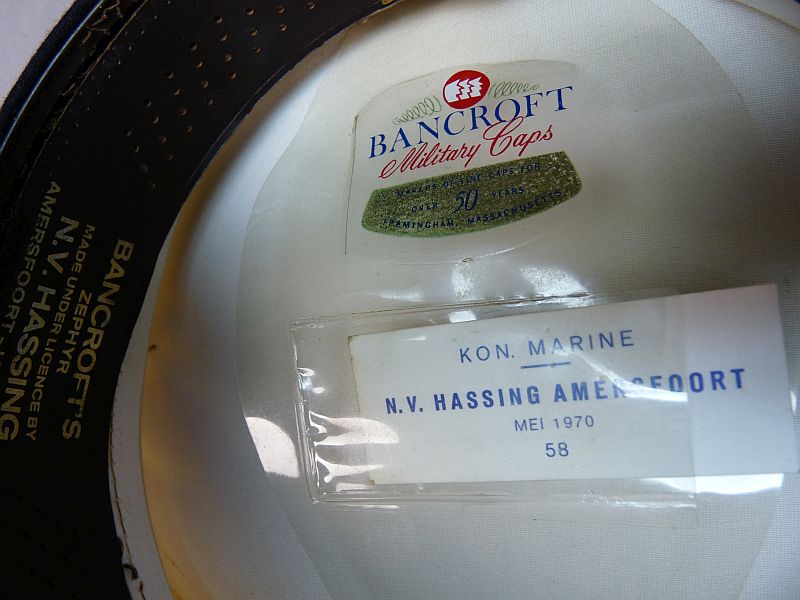 BANCROFT
Military Caps
MAKERS OF FINE CAPS FOR
OVER 50 YEARS
FRAMINGHAM, MASSACHUSETTS
KON. MARINE
N.V. HASSING AMERSFOORT
MEI 1970
58
BANCROFT'S
ZEPHYR
MADE UNDER LICENCE BY
N.V. HASSING
AMERSFOORT